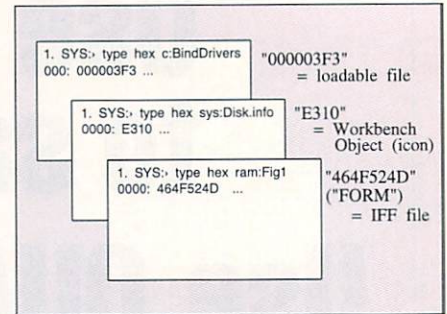 1. SYS:› type hex c:BindDrivers
000: 000003F3 ...
"000003F3"
= loadable file
1. SYS:› type hex sys:Disk.info
0000: E310 ...
"E310"
= Workbench
Object (icon)
1. SYS:› type hex ram:Fig1
0000: 464F524D ...
"464F524D"
("FORM")
= IFF file